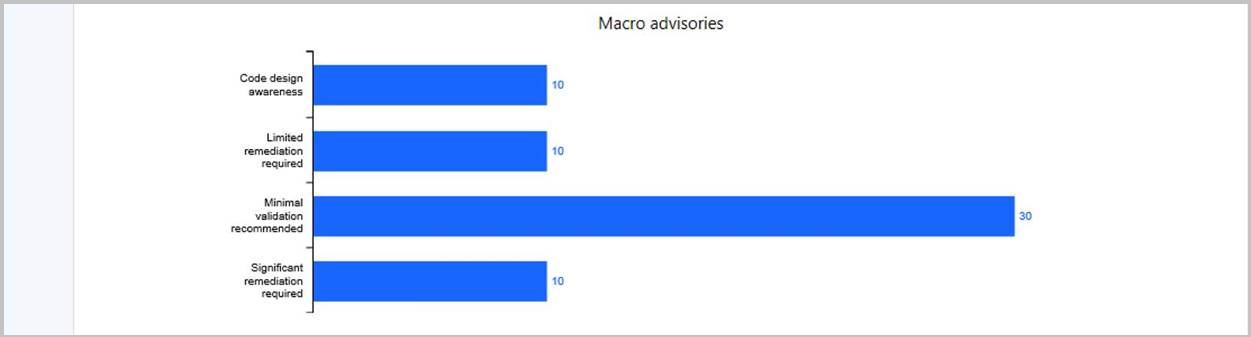 Macro advisories
Code design
awareness
10
Limited
remediation
required
10
Minimal
validation
recommended
30
Significant
remediation
required
10